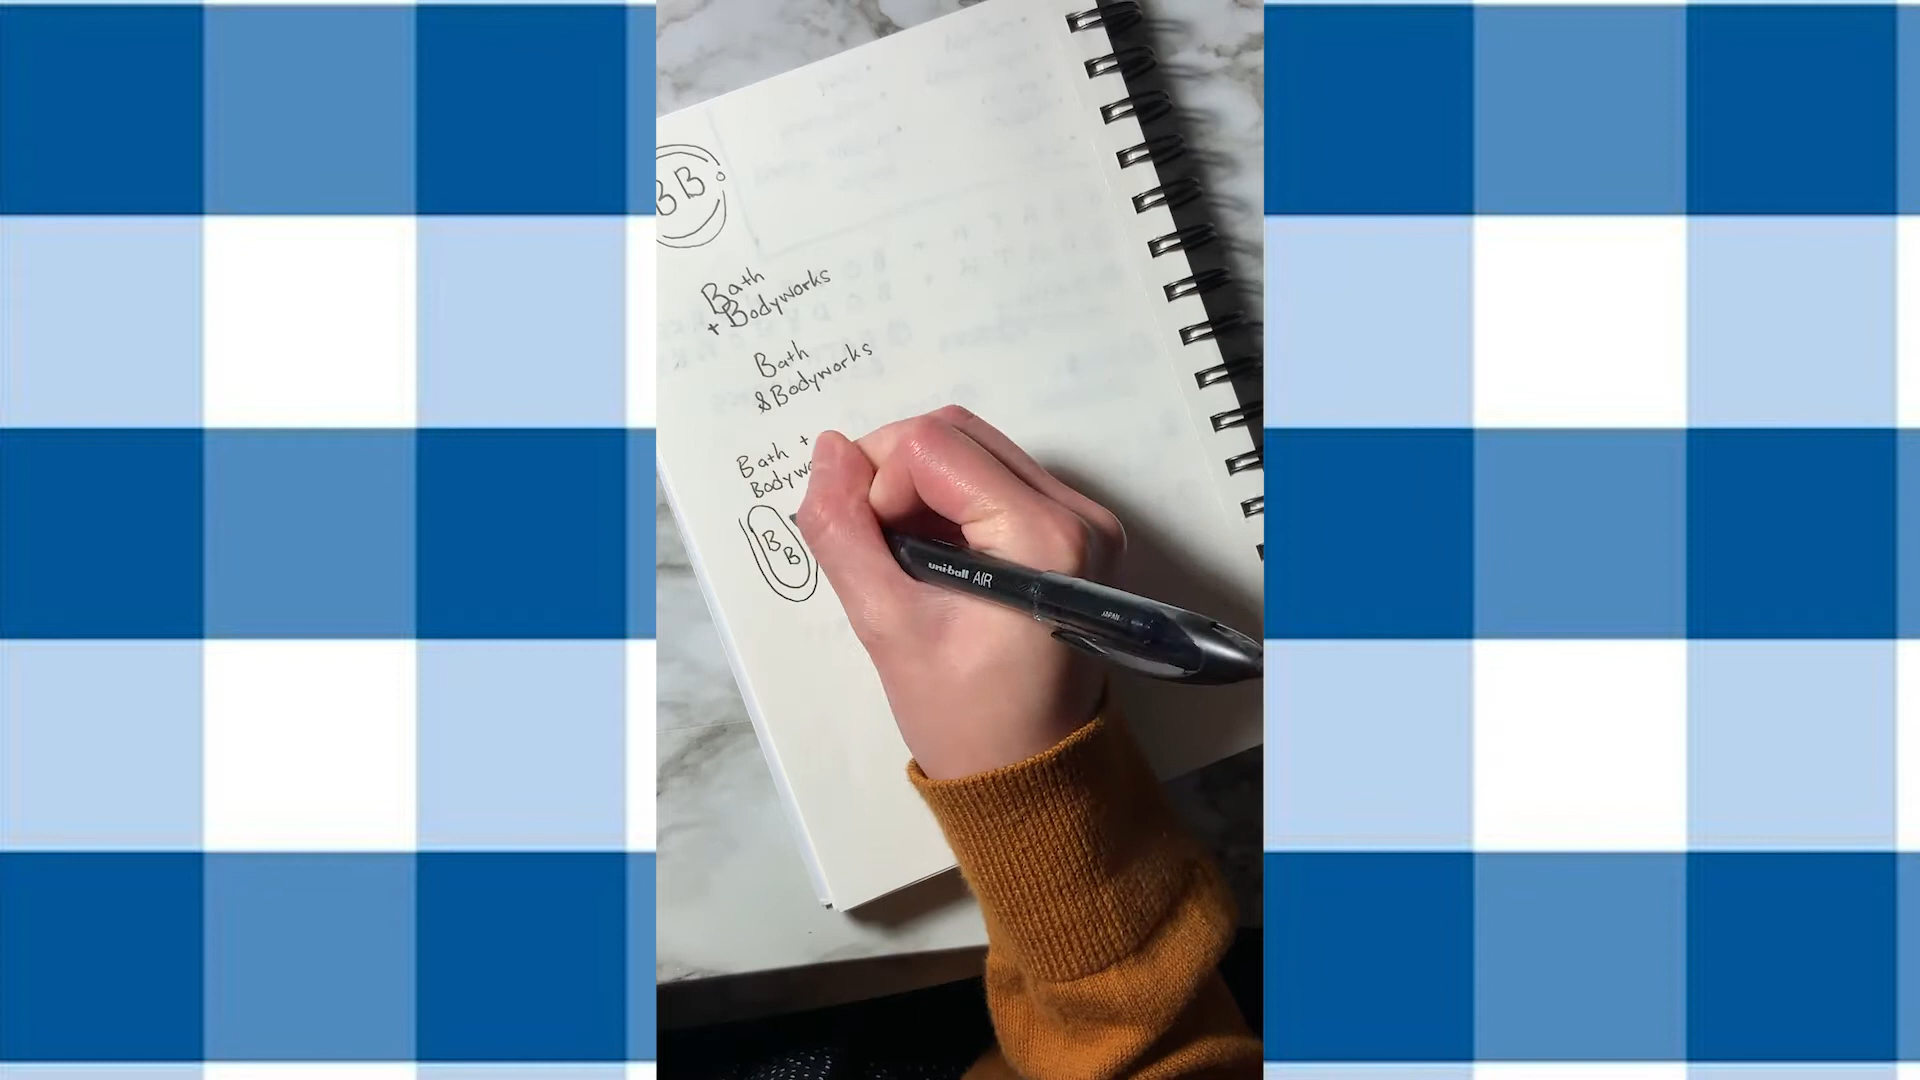 BB
Bath
+ Bodyworks
Bath
& Bodyworks
Bath +
B
B
uni-ball AIR
JAPAN